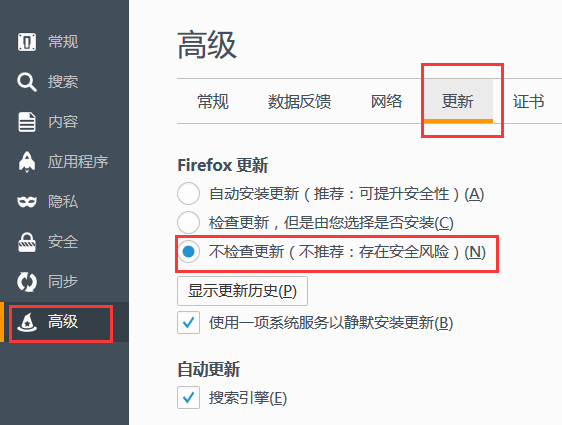 常规
搜索
内容
应用程序
隐私
安全
同步
高级
高级
常规 数据反馈 网络 更新 证书
Firefox 更新
自动安装更新（推荐：可提升安全性）(A)
检查更新，但是由您选择是否安装(C)
不检查更新（不推荐：存在安全风险）(N)
显示更新历史(P)
使用一项系统服务以静默安装更新(B)
自动更新
搜索引擎(E)